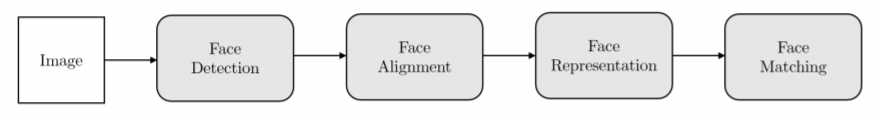 Image
Face
Detection
Face
Alignment
Face
Representation
Face
Matching